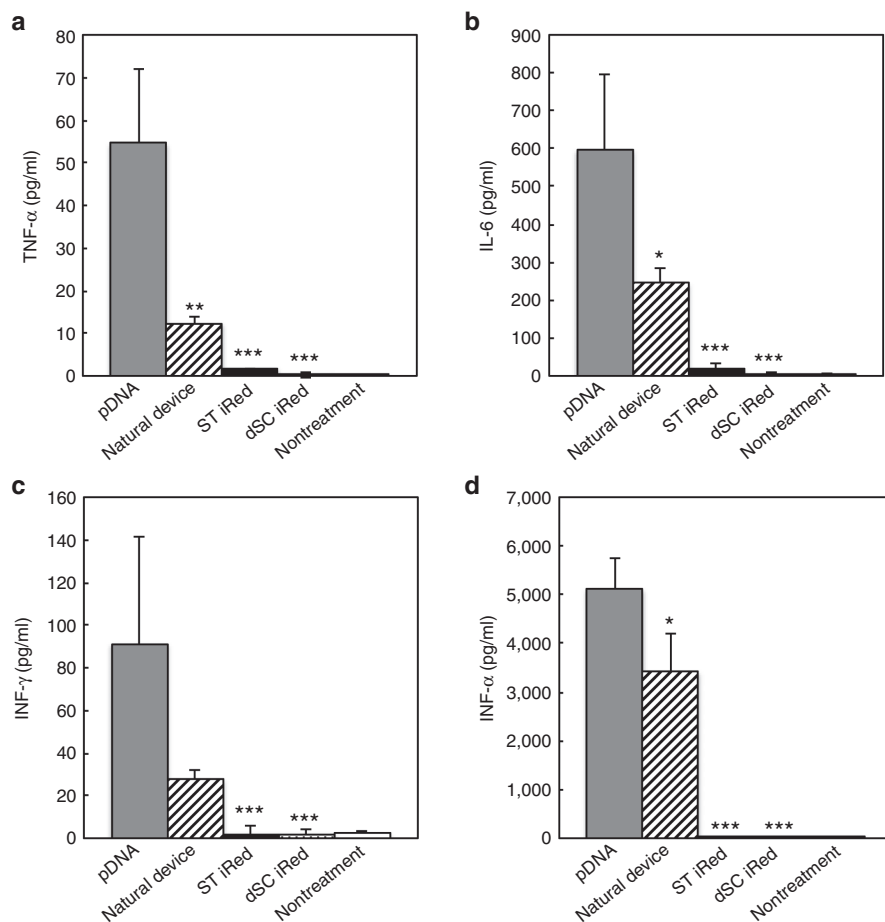 a
80
70
60
50
40
30
20
10
0
TNF-α (pg/ml)
**
***
***
pDNA
Natural device
ST iRed
dSC iRed
Nontreatment
b
900
800
700
600
500
400
300
200
100
0
IL-6 (pg/ml)
*
***
***
pDNA
Natural device
ST iRed
dSC iRed
Nontreatment
c
160
140
120
100
80
60
40
20
0
INF-γ (pg/ml)
***
***
pDNA
Natural device
ST iRed
dSC iRed
Nontreatment
d
7,000
6,000
5,000
4,000
3,000
2,000
1,000
0
INF-α (pg/ml)
*
***
***
pDNA
Natural device
ST iRed
dSC iRed
Nontreatment